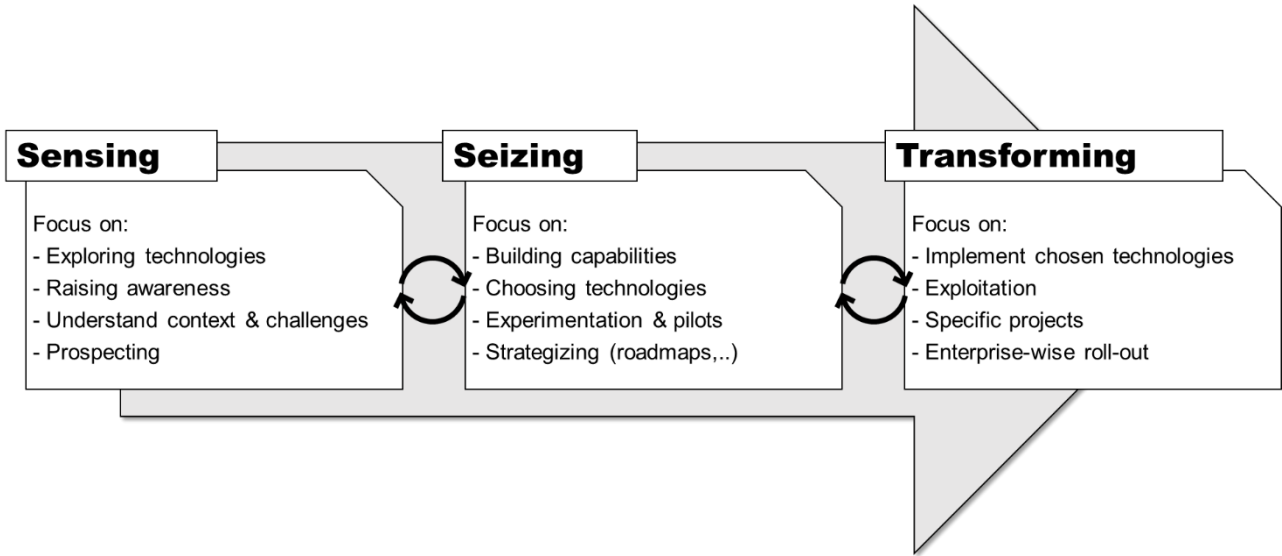 Sensing
Focus on:
- Exploring technologies
- Raising awareness
- Understand context & challenges
- Prospecting
Seizing
Focus on:
- Building capabilities
- Choosing technologies
- Experimentation & pilots
- Strategizing (roadmaps,..)
Transforming
Focus on:
- Implement chosen technologies
- Exploitation
- Specific projects
- Enterprise-wise roll-out